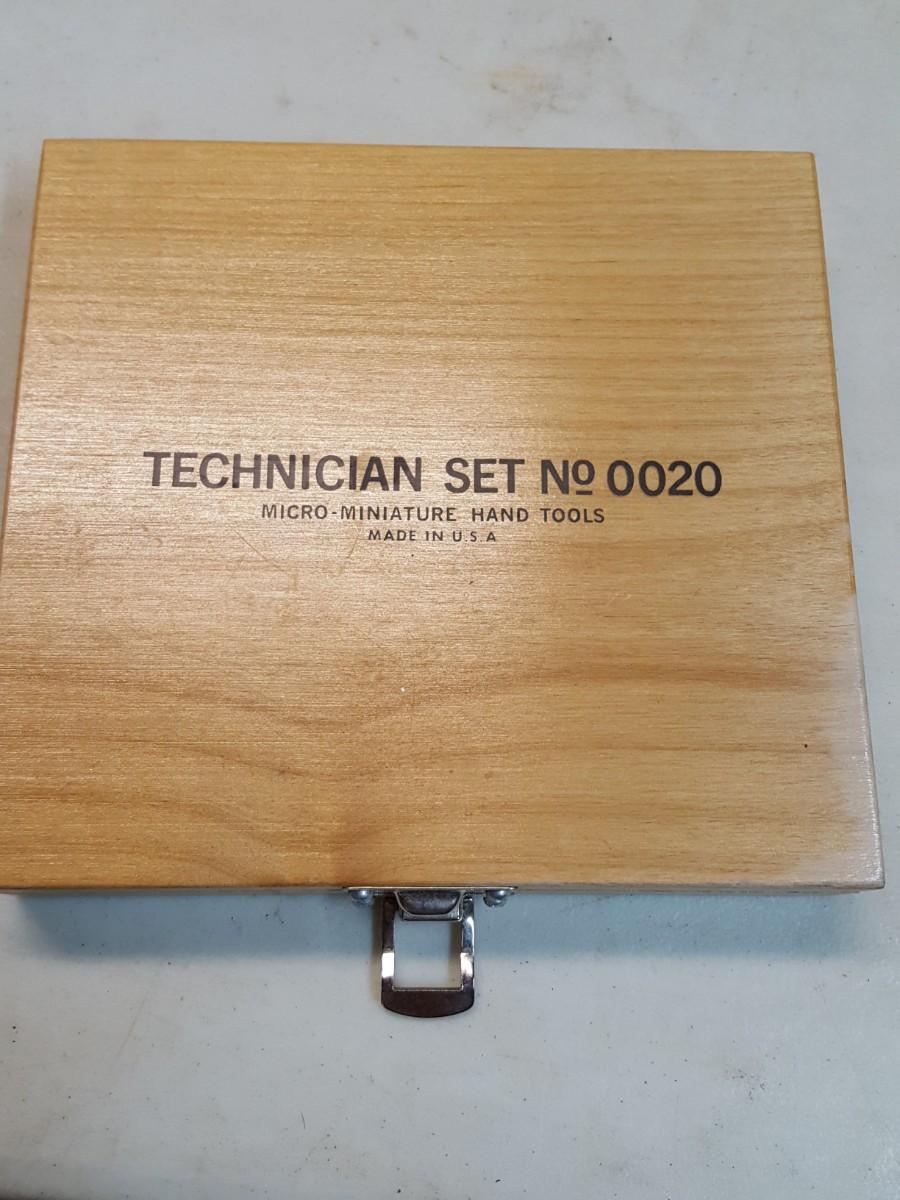 TECHNICIAN SET Nº 0020
MICRO-MINIATURE HAND TOOLS
MADE IN U.S.A